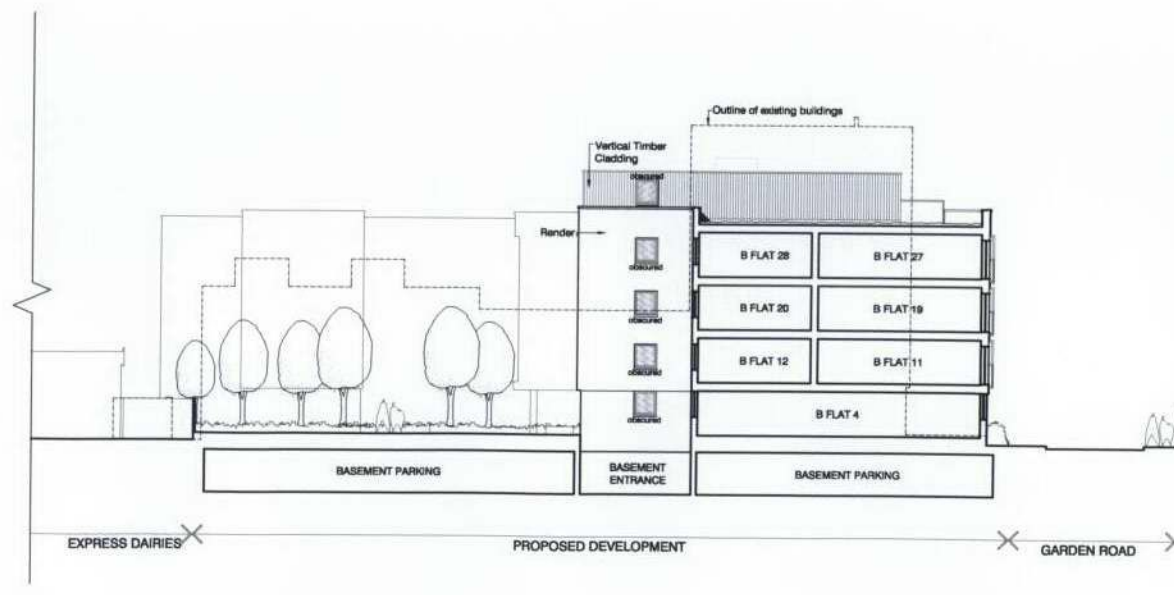 Outline of existing buildings
Vertical Timber
Cladding
obscured
Render
obscured
B FLAT 28
B FLAT 27
obscured
B FLAT 20
B FLAT 19
obscured
B FLAT 12
B FLAT 11
obscured
B FLAT 4
BASEMENT PARKING
BASEMENT
ENTRANCE
BASEMENT PARKING
EXPRESS DAIRIES
PROPOSED DEVELOPMENT
GARDEN ROAD